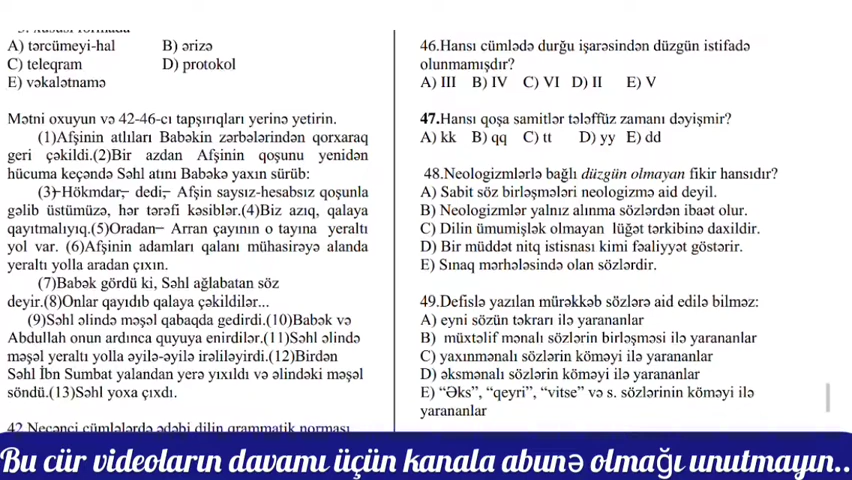 A) tərcümeyi-hal B) ərizə
C) teleqram D) protokol
E) vəkalətnamə
Mətni oxuyun və 42-46-cı tapşırıqları yerinə yetirin.
(1)Afşinin atlıları Babəkin zərbələrindən qorxaraq
geri çəkildi.(2)Bir azdan Afşinin qoşunu yenidən
hücuma keçəndə Səhl atını Babəkə yaxın sürüb:
(3)-Hökmdar,- dedi,- Afşin saysız-hesabsız qoşunla
gəlib üstümüzə, hər tərəfi kəsiblər.(4)Biz azıq, qalaya
qayıtmalıyıq.(5)Oradan− Arran çayının o tayına yeraltı
yol var. (6)Afşinin adamları qalanı mühasirəyə alanda
yeraltı yolla aradan çıxın.
(7)Babək gördü ki, Səhl ağlabatan söz
deyir.(8)Onlar qayıdıb qalaya çəkildilər...
(9)Səhl əlində məşəl qabaqda gedirdi.(10)Babək və
Abdullah onun ardınca quyuya enirdilər.(11)Səhl əlində
məşəl yeraltı yolla əyilə-əyilə irəliləyirdi.(12)Birdən
Səhl İbn Sumbat yalandan yerə yıxıldı və əlindəki məşəl
söndü.(13)Səhl yoxa çıxdı.
42.Neçənci cümlələrdə ədəbi dilin qrammatik norması
46.Hansı cümlədə durğu işarəsindən düzgün istifadə
olunmamışdır?
A) III B) IV C) VI D) II E) V
47.Hansı qoşa samitlər tələffüz zamanı dəyişmir?
A) kk B) qq C) tt D) yy E) dd
48.Neologizmlərlə bağlı düzgün olmayan fikir hansıdır?
A) Sabit söz birləşmələri neologizmə aid deyil.
B) Neologizmlər yalnız alınma sözlərdən ibaət olur.
C) Dilin ümumişlək olmayan lüğət tərkibinə daxildir.
D) Bir müddət nitq istisnası kimi fəaliyyət göstərir.
E) Sınaq mərhələsində olan sözlərdir.
49.Defislə yazılan mürəkkəb sözlərə aid edilə bilməz:
A) eyni sözün təkrarı ilə yarananlar
B) müxtəlif mənalı sözlərin birləşməsi ilə yarananlar
C) yaxınmənalı sözlərin köməyi ilə yarananlar
D) əksmənalı sözlərin köməyi ilə yarananlar
E) “Əks”, “qeyri”, “vitse” və s. sözlərinin köməyi ilə
yarananlar
Bu cür videoların davamı üçün kanala abunə olmağı unutmayın..